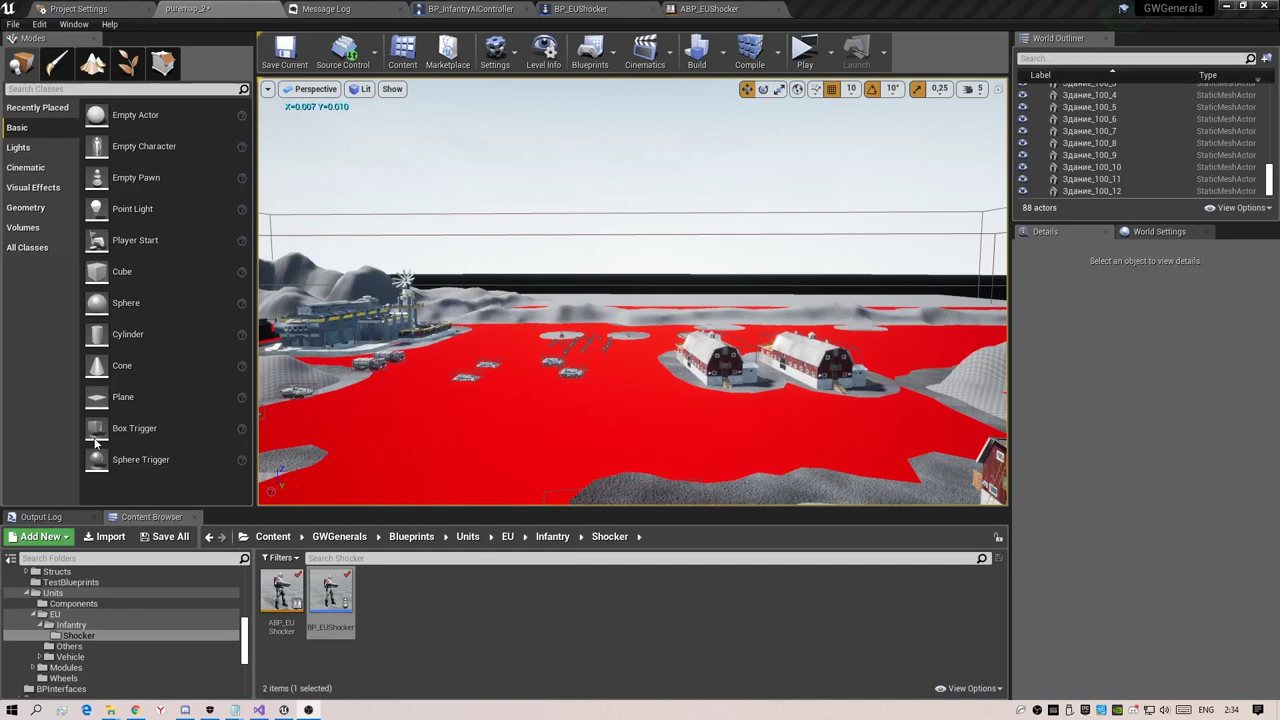 Project Settings
puremap_2*
Message Log
BP_InfantryAIController
BP_EUShocker
ABP_EUShocker
GWGenerals
File
Edit
Window
Help
Modes
Search Classes
Recently Placed
Basic
Lights
Cinematic
Visual Effects
Geometry
Volumes
All Classes
Empty Actor
Empty Character
Empty Pawn
Point Light
Player Start
Cube
Sphere
Cylinder
Cone
Plane
Box Trigger
Sphere Trigger
Save Current
Source Control
Content
Marketplace
Settings
Level Info
Blueprints
Cinematics
Build
Compile
Play
Launch
Perspective
Lit
Show
10
10°
0,25
5
X=0.007 Y=0.010
Z
Y
World Outliner
Search...
Label
Type
Здание_100_3 StaticMeshActor
Здание_100_4 StaticMeshActor
Здание_100_5 StaticMeshActor
Здание_100_6 StaticMeshActor
Здание_100_7 StaticMeshActor
Здание_100_8 StaticMeshActor
Здание_100_9 StaticMeshActor
Здание_100_10 StaticMeshActor
Здание_100_11 StaticMeshActor
Здание_100_12 StaticMeshActor
88 actors
View Options
Details
World Settings
Select an object to view details.
Output Log
Content Browser
Add New
Import
Save All
Content
GWGenerals
Blueprints
Units
EU
Infantry
Shocker
Search Folders
Filters
Search Shocker
Structs
TestBlueprints
Units
Components
EU
Infantry
Shocker
Others
Vehicle
Modules
Wheels
BPInterfaces
ABP_EU
Shocker
BP_EUShocker
2 items (1 selected)
View Options
ENG
2:34